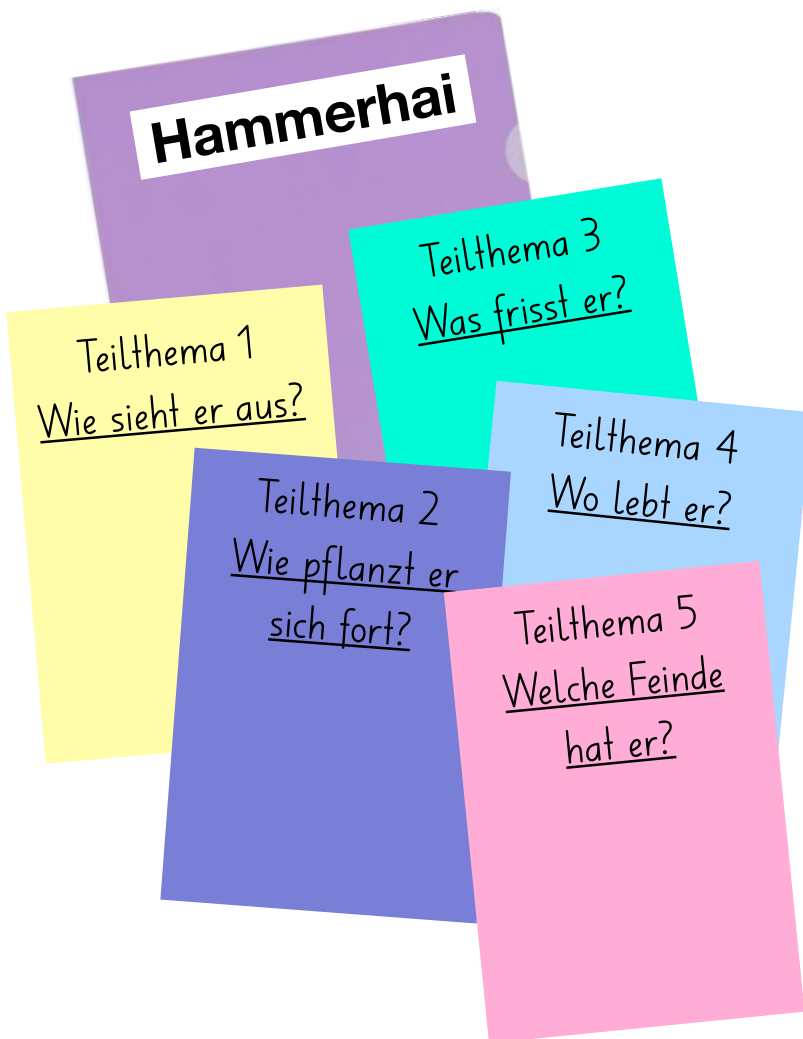 Hammerhai
Teilthema 1
Wie sieht er aus?
Teilthema 2
Wie pflanzt er
sich fort?
Teilthema 3
Was frisst er?
Teilthema 4
Wo lebt er?
Teilthema 5
Welche Feinde
hat er?